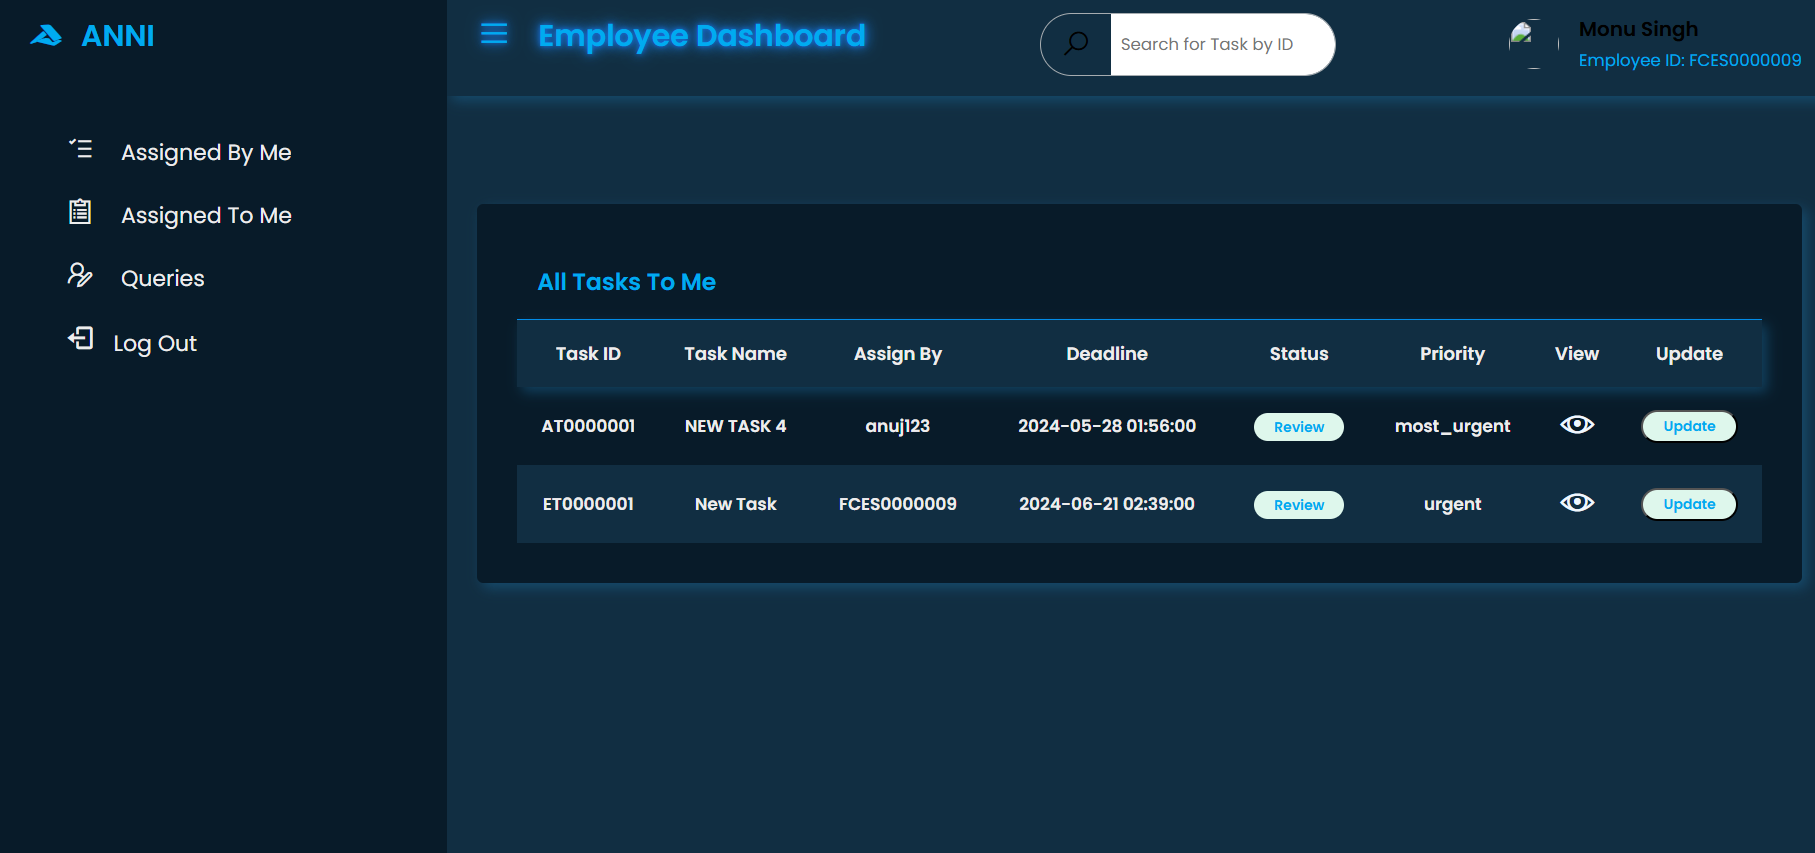 ANNI
Assigned By Me
Assigned To Me
Queries
Log Out
Employee Dashboard
Search for Task by ID
Monu Singh
Employee ID: FCES0000009
All Tasks To Me
Task ID Task Name Assign By Deadline Status Priority View Update
AT0000001 NEW TASK 4 anuj123 2024-05-28 01:56:00 Review most_urgent Update
ET0000001 New Task FCES0000009 2024-06-21 02:39:00 Review urgent Update